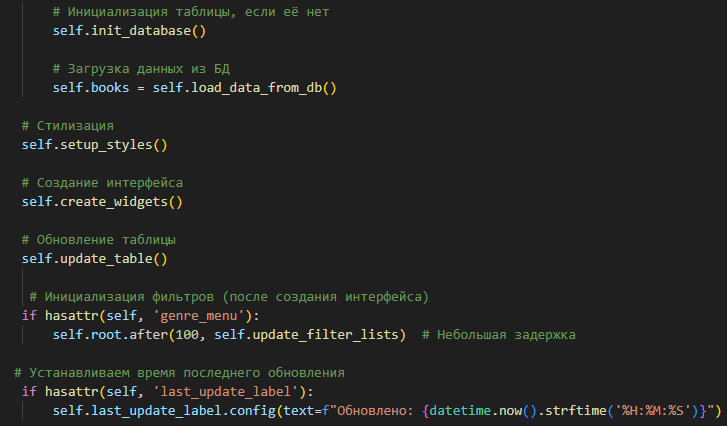 # Инициализация таблицы, если её нет
self.init_database()
# Загрузка данных из БД
self.books = self.load_data_from_db()
# Стилизация
self.setup_styles()
# Создание интерфейса
self.create_widgets()
# Обновление таблицы
self.update_table()
# Инициализация фильтров (после создания интерфейса)
if hasattr(self, 'genre_menu'):
self.root.after(100, self.update_filter_lists)  # Небольшая задержка
# Устанавливаем время последнего обновления
if hasattr(self, 'last_update_label'):
self.last_update_label.config(text=f"Обновлено: {datetime.now().strftime('%H:%M:%S')}")